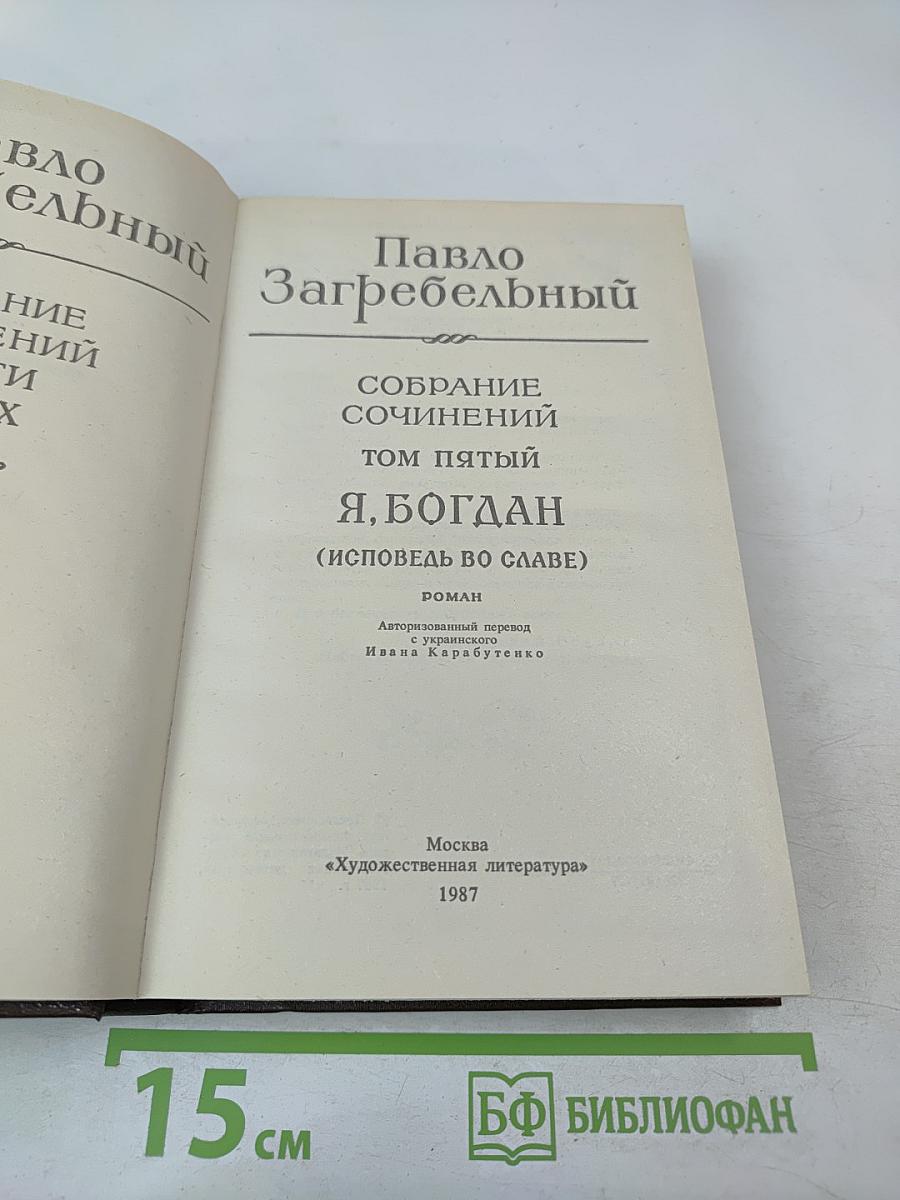 Павло
Загребельный
СОБРАНИЕ
СОЧИНЕНИЙ
ТОМ ПЯТЫЙ
Я, БОГДАН
(ИСПОВЕДЬ ВО СЛАВЕ)
РОМАН
Авторизованный перевод
с украинского
Ивана Карабутенко
Москва
«Художественная литература»
1987
15 см
БФ БИБЛИОФАН